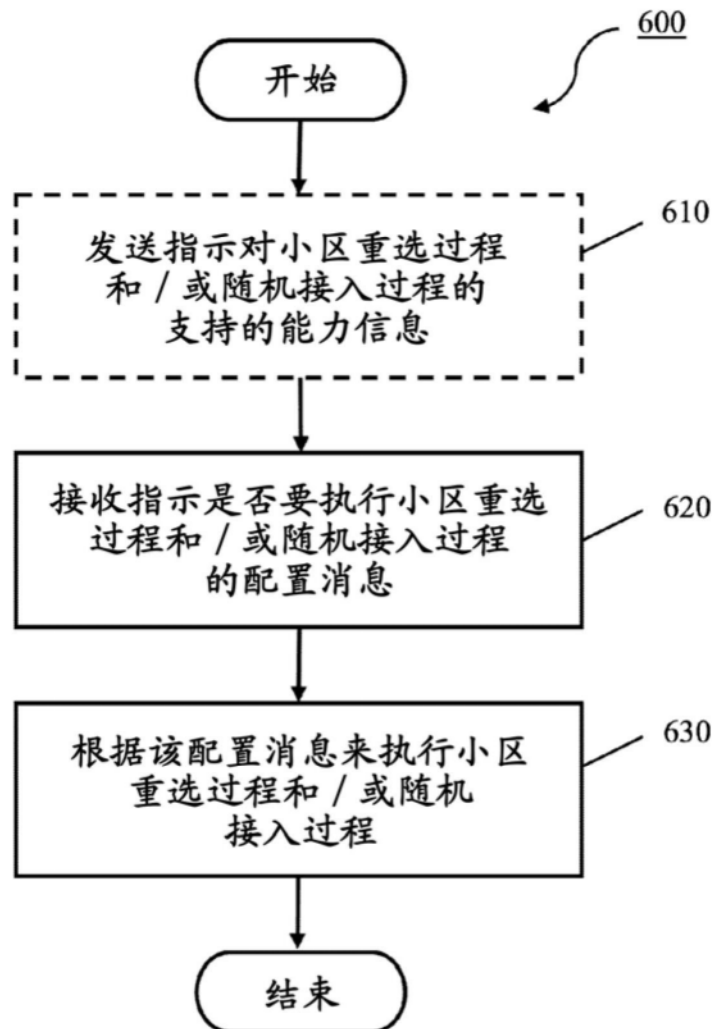 600
开始
610
发送指示对小区重选过程
和 / 或随机接入过程的
支持的能力信息
接收指示是否要执行小区重选
过程和 / 或随机接入过程
的配置消息
620
根据该配置消息来执行小区
重选过程和 / 或随机
接入过程
630
结束